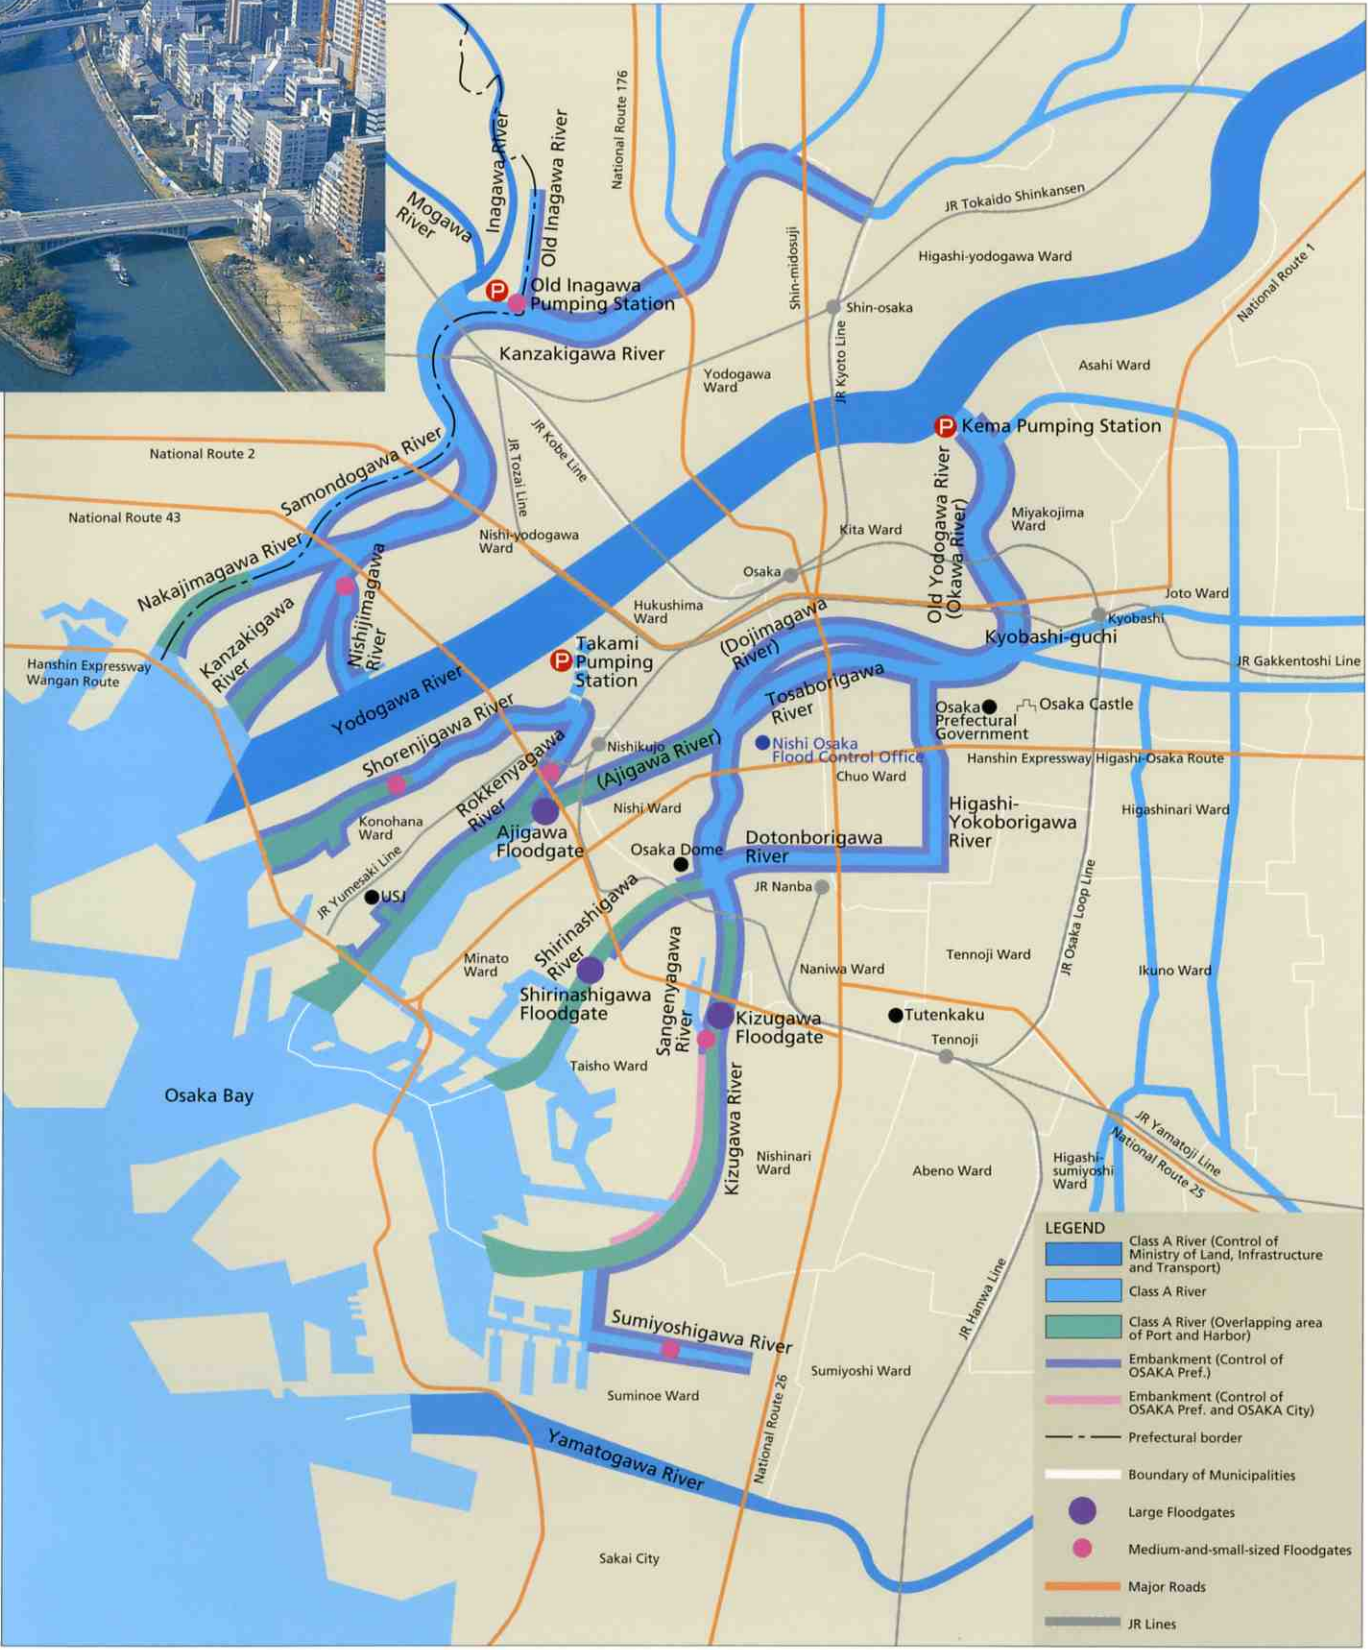 National Route 176
Inagawa River
Old Inagawa River
Mogawa
River
JR Tokaido Shinkansen
Higashi-yodogawa Ward
Shin-midosuji
National Route 1
P
Old Inagawa
Pumping Station
Shin-osaka
Kanzakigawa River
JR Kyoto Line
Yodogawa
Ward
Asahi Ward
P
Kema Pumping Station
National Route 2
Samondogawa River
JR Tozai Line
JR Kobe Line
National Route 43
Nishi-yodogawa
Ward
Kita Ward
Old Yodogawa River
(Okawa River)
Miyakojima
Ward
Nakajimagawa River
Osaka
Joto Ward
Kanzakigawa
River
Nishijimagawa
River
Hukushima
Ward
(Dojimagawa
River)
Kyobashi
Kyobashi-guchi
Hanshin Expressway
Wangan Route
P
Takami
Pumping
Station
JR Gakkentoshi Line
Yodogawa River
Tosaborigawa
River
Osaka
Prefectural
Government
Osaka Castle
Shorenjigawa River
Nishikujo
(Ajigawa River)
Nishi Osaka
Flood Control Office
Hanshin Expressway Higashi-Osaka Route
Chuo Ward
Rokkenyagawa
River
Nishi Ward
Konohana
Ward
Ajigawa
Floodgate
Higashi-
Yokoborigawa
River
Higashinari Ward
Osaka Dome
Dotonborigawa
River
JR Yumesaki Line
USJ
JR Nanba
JR Osaka Loop Line
Shirinashigawa
River
Minato
Ward
Sangenyagawa
River
Naniwa Ward
Tennoji Ward
Ikuno Ward
Shirinashigawa
Floodgate
Kizugawa
Floodgate
Tutenkaku
Tennoji
Taisho Ward
Osaka Bay
Kizugawa River
Nishinari
Ward
Abeno Ward
Higashi-
sumiyoshi
Ward
JR Yamatoji Line
National Route 25
JR Hanwa Line
Sumiyoshigawa River
Sumiyoshi Ward
Suminoe Ward
National Route 26
Yamatogawa River
Sakai City
LEGEND
Class A River (Control of
Ministry of Land, Infrastructure
and Transport)
Class A River
Class A River (Overlapping area
of Port and Harbor)
Embankment (Control of
OSAKA Pref.)
Embankment (Control of
OSAKA Pref. and OSAKA City)
Prefectural border
Boundary of Municipalities
Large Floodgates
Medium-and-small-sized Floodgates
Major Roads
JR Lines